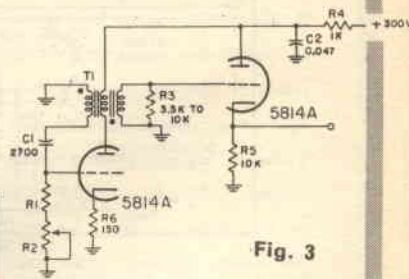 R4
1K
+ 300V
C2
0.047
T1
R3
3.3K TO
10K
5814A
C1
2700
R5
10K
5814A
R1
R6
150
R2
Fig. 3